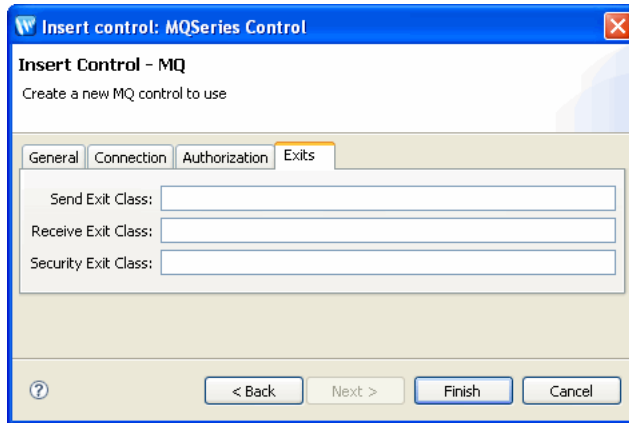 Insert control: MQSeries Control
Insert Control - MQ
Create a new MQ control to use
General Connection Authorization Exits
Send Exit Class:
Receive Exit Class:
Security Exit Class:
? < Back Next > Finish Cancel